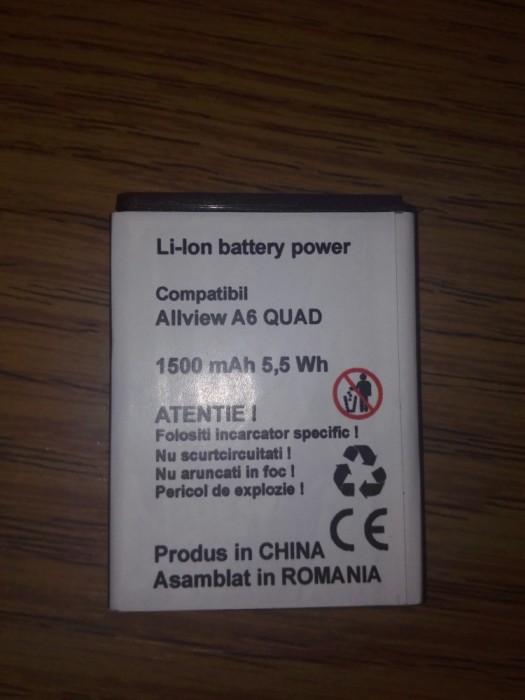 Li-Ion battery power
Compatibil
Allview A6 QUAD
1500 mAh 5,5 Wh
ATENTIE !
Folositi incarcator specific !
Nu scurtcircuitati !
Nu aruncati in foc !
Pericol de explozie !
CE
Produs in CHINA
Asamblat in ROMANIA